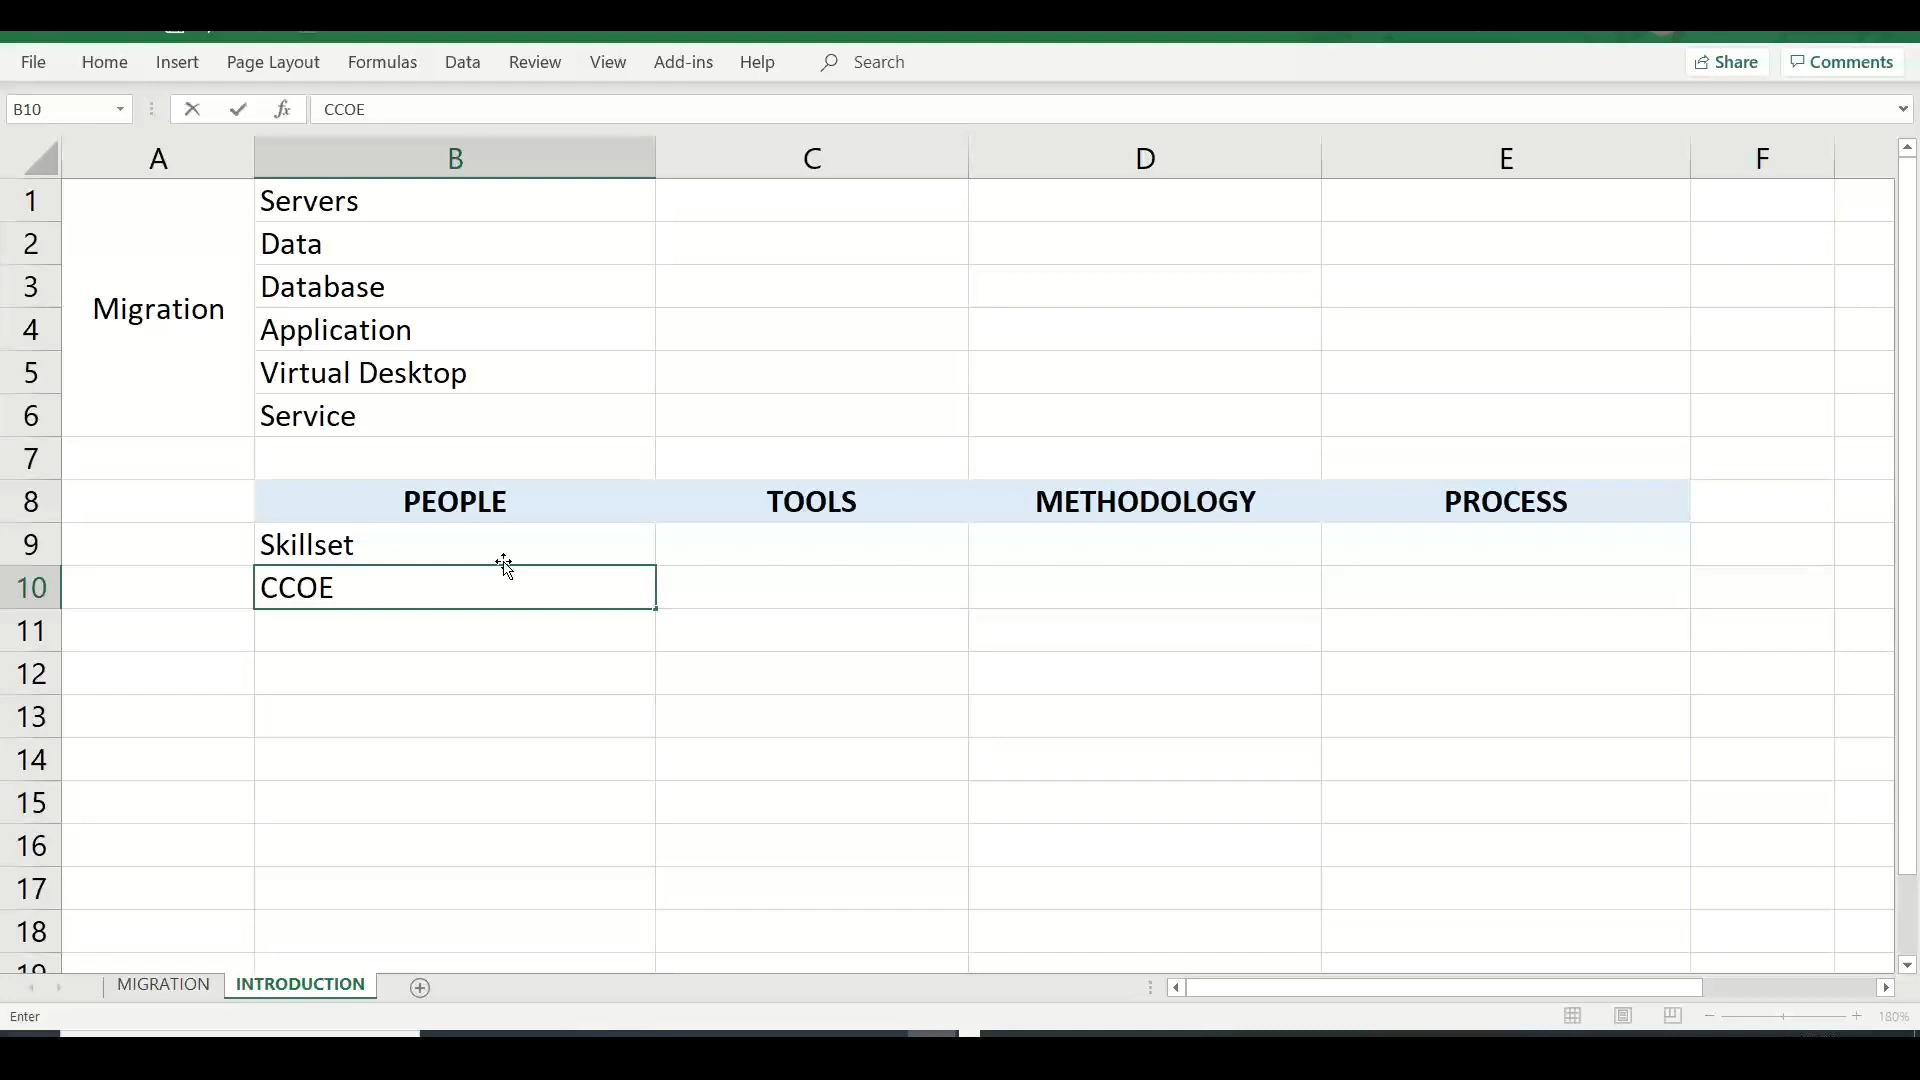 File Home Insert Page Layout Formulas Data Review View Add-ins Help Search Share Comments
B10 fx CCOE
A B C D E F
1 Servers
2 Data
3 Database
Migration
4 Application
5 Virtual Desktop
6 Service
7
8 PEOPLE TOOLS METHODOLOGY PROCESS
9 Skillset
10 CCOE
11
12
13
14
15
16
17
18
19
MIGRATION INTRODUCTION
Enter 180%